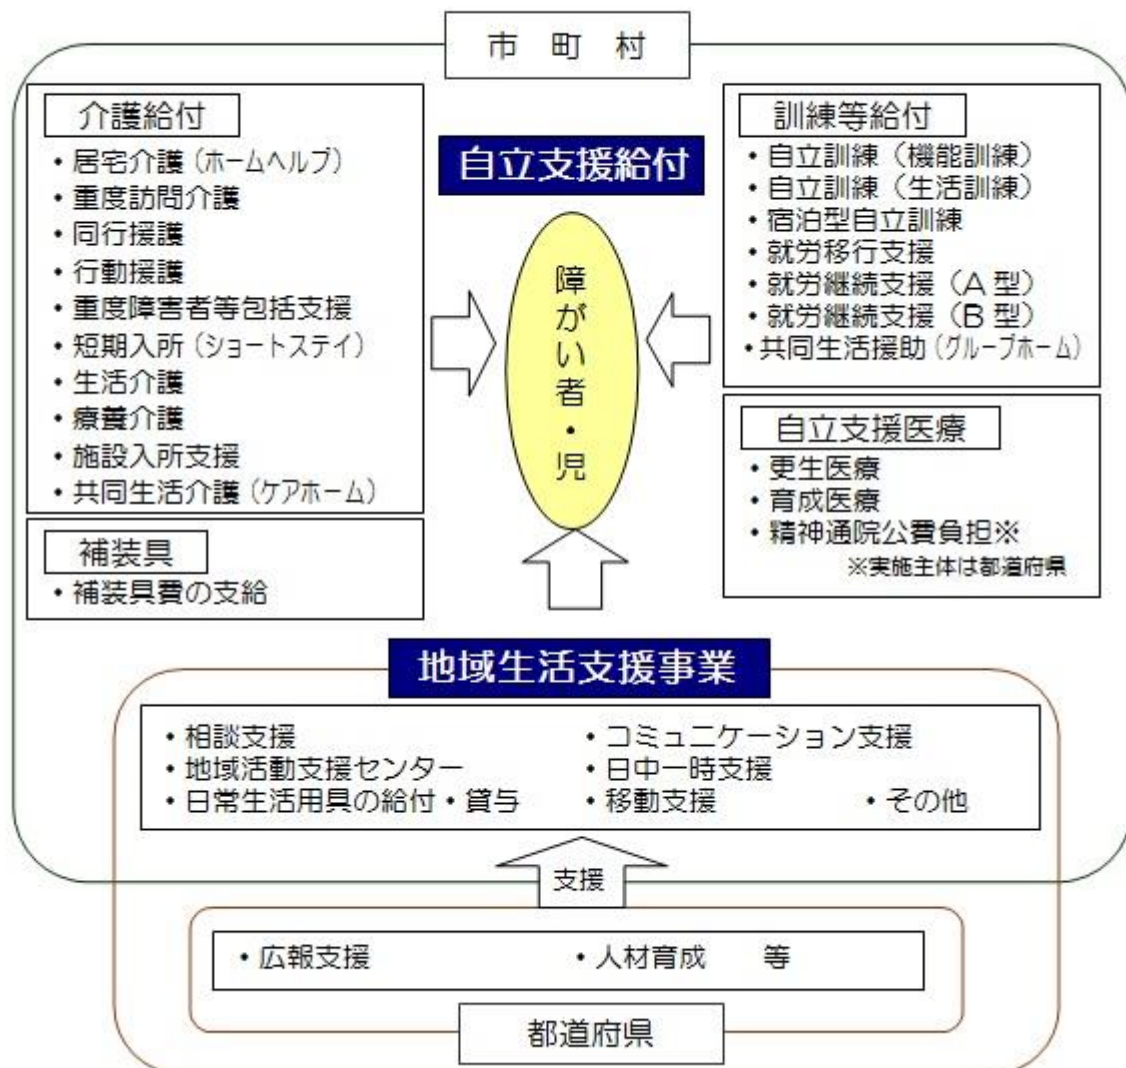 市 町 村
介護給付
・居宅介護(ホームヘルプ)
・重度訪問介護
・同行援護
・行動援護
・重度障害者等包括支援
・短期入所(ショートステイ)
・生活介護
・療養介護
・施設入所支援
・共同生活介護(ケアホーム)
補装具
・補装具費の支給
自立支援給付
障がい者・児
訓練等給付
・自立訓練(機能訓練)
・自立訓練(生活訓練)
・宿泊型自立訓練
・就労移行支援
・就労継続支援(A型)
・就労継続支援(B型)
・共同生活援助(グループホーム)
自立支援医療
・更生医療
・育成医療
・精神通院公費負担※
※実施主体は都道府県
地域生活支援事業
・相談支援 ・コミュニケーション支援
・地域活動支援センター ・日中一時支援
・日常生活用具の給付・貸与 ・移動支援 ・その他
支援
・広報支援 ・人材育成 等
都道府県